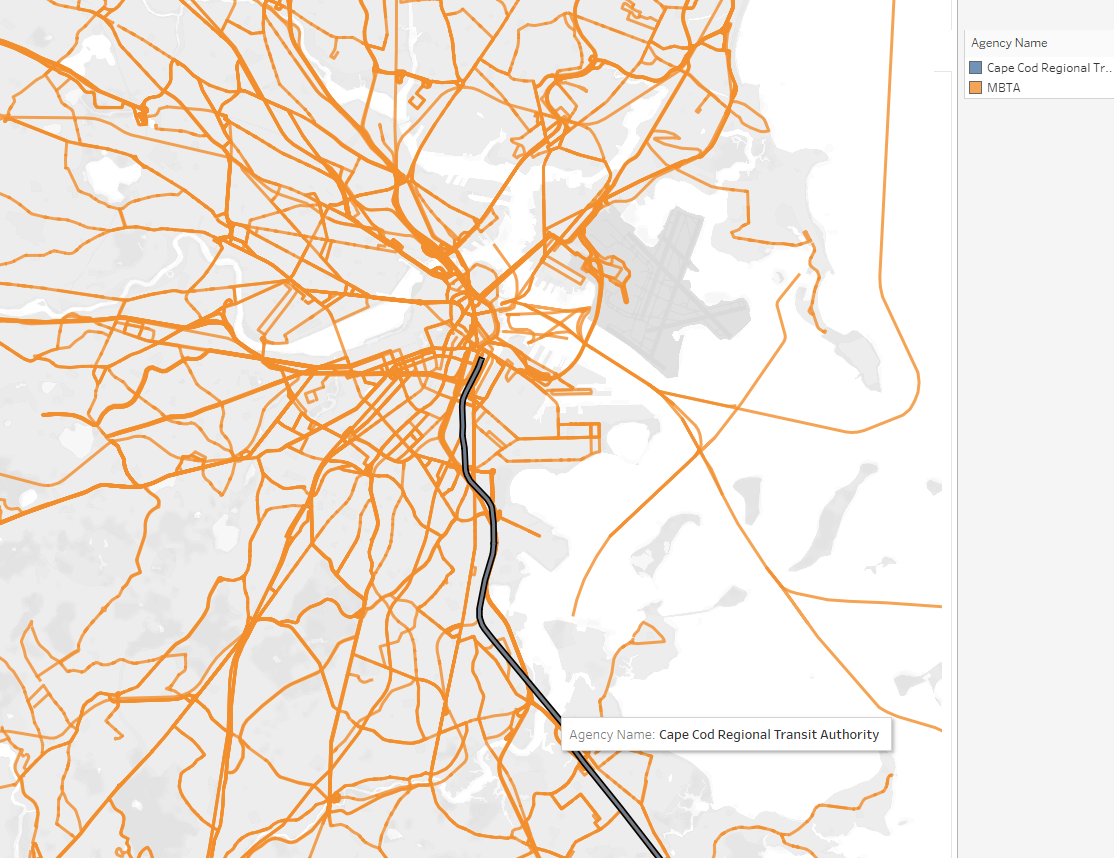 Agency Name
Cape Cod Regional Tr...
MBTA
Agency Name: Cape Cod Regional Transit Authority